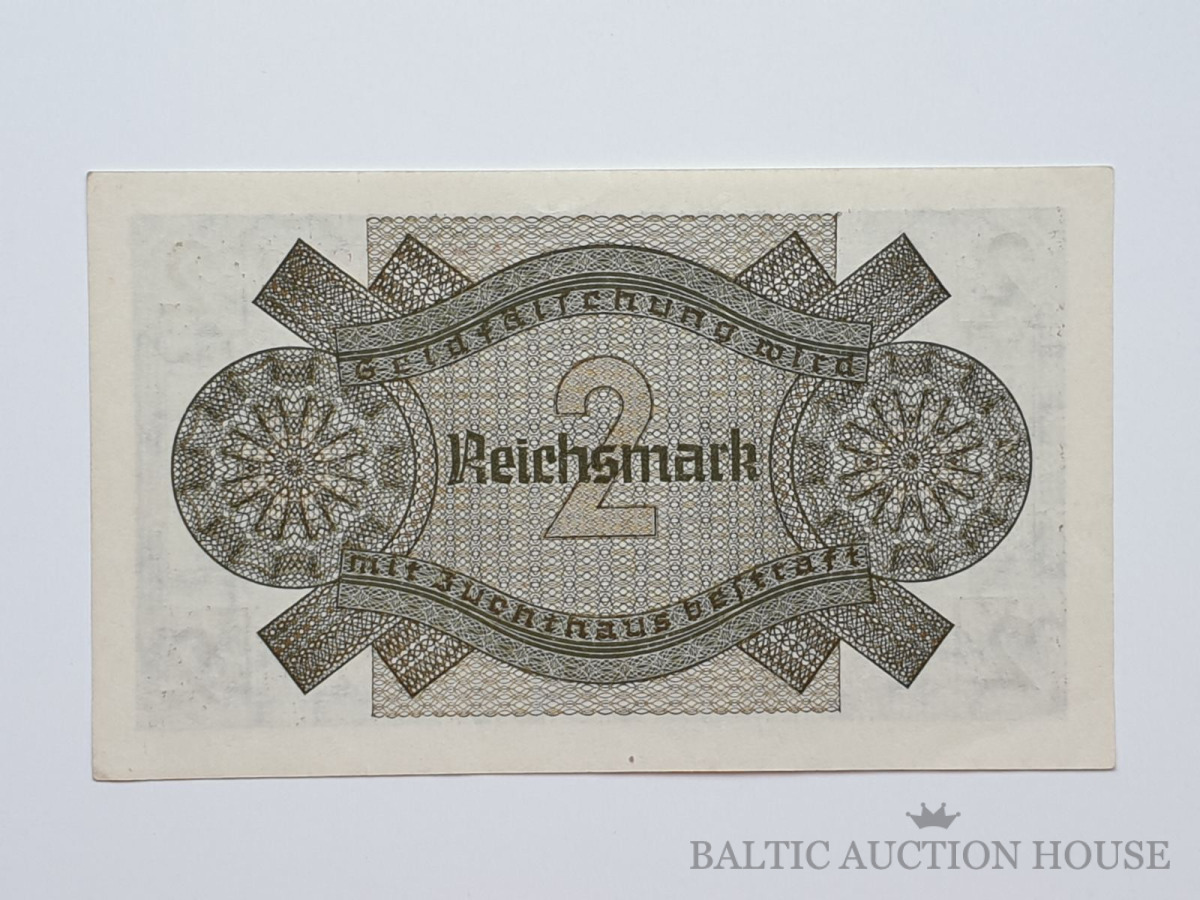 Geldfälschung wird
2
Reichsmark
mit Zuchthaus bestraft
BALTIC AUCTION HOUSE